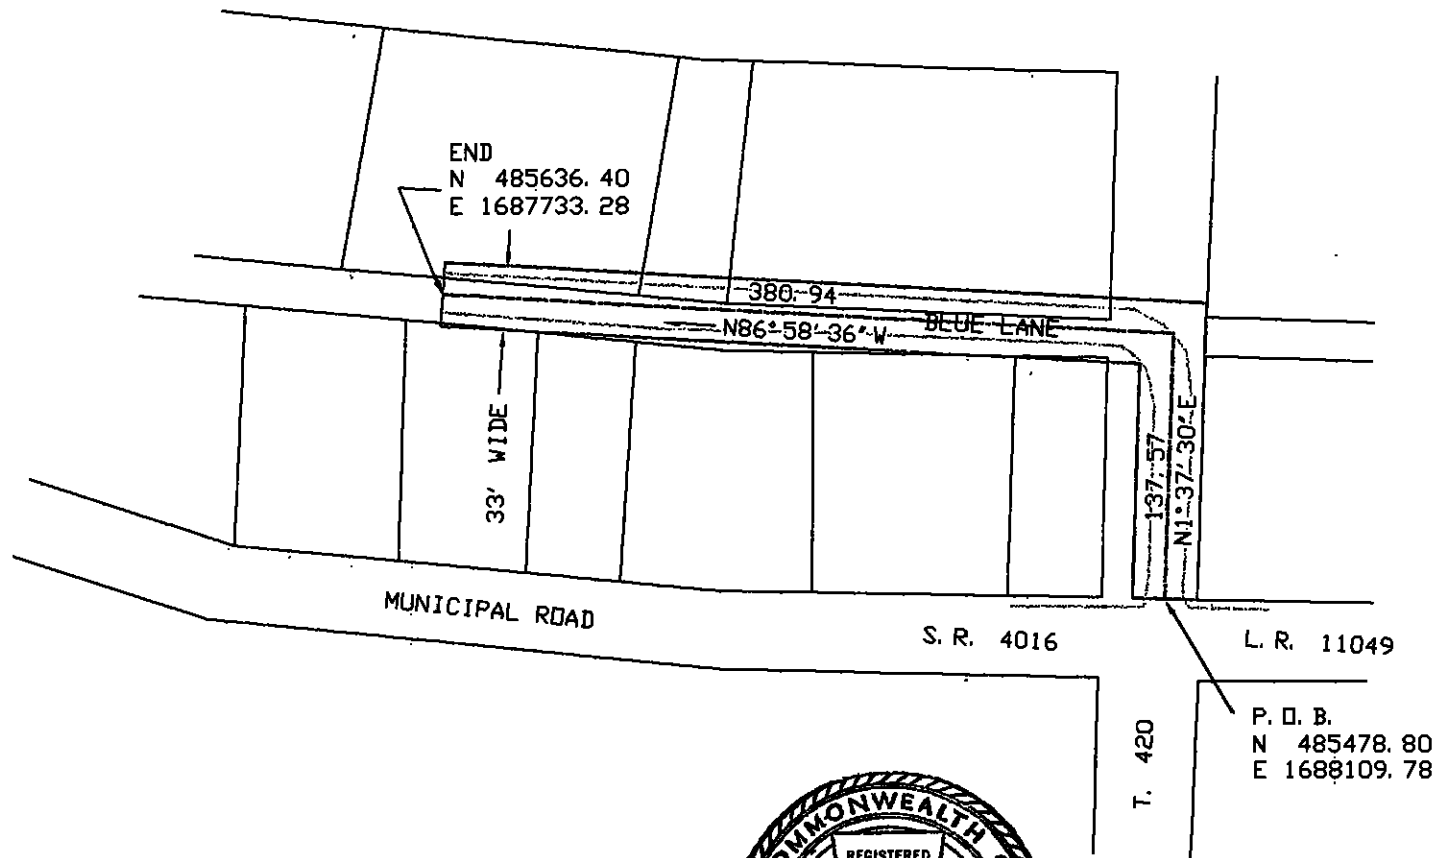 END
N 485636.40
E 1687733.28
380.94
N86°58'36"W
BLUE LANE
33' WIDE
137.57
N1°37'30"E
MUNICIPAL ROAD
S.R. 4016
L.R. 11049
P.O.B.
N 485478.80
E 1688109.78
T. 420
COMMONWEALTH
REGISTERED